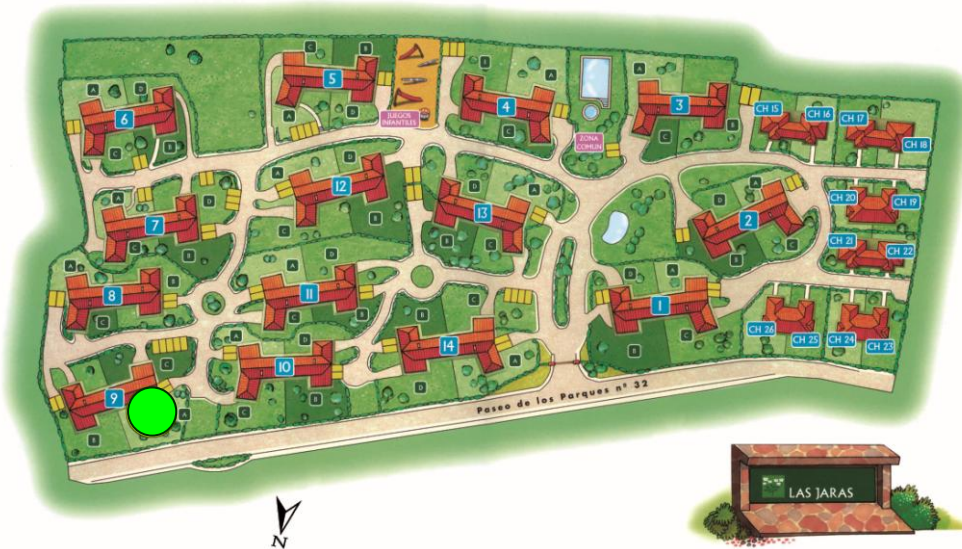 C
B
5
A
D
JUEGOS
INFANTILES
B
A
4
D
C
ZONA
COMUN
A
3
B
C
CH 15
CH 16
CH 17
CH 18
A
D
6
C
B
A
D
12
C
B
A
D
7
C
B
D
A
13
B
C
D
A
2
B
C
CH 20
CH 19
CH 21
CH 22
A
D
8
C
B
A
D
11
C
B
A
D
1
B
C
CH 26
CH 25
CH 24
CH 23
C
B
14
D
A
A
D
10
C
B
C
9
A
B
Paseo de los Parques nº 32
N
LAS JARAS